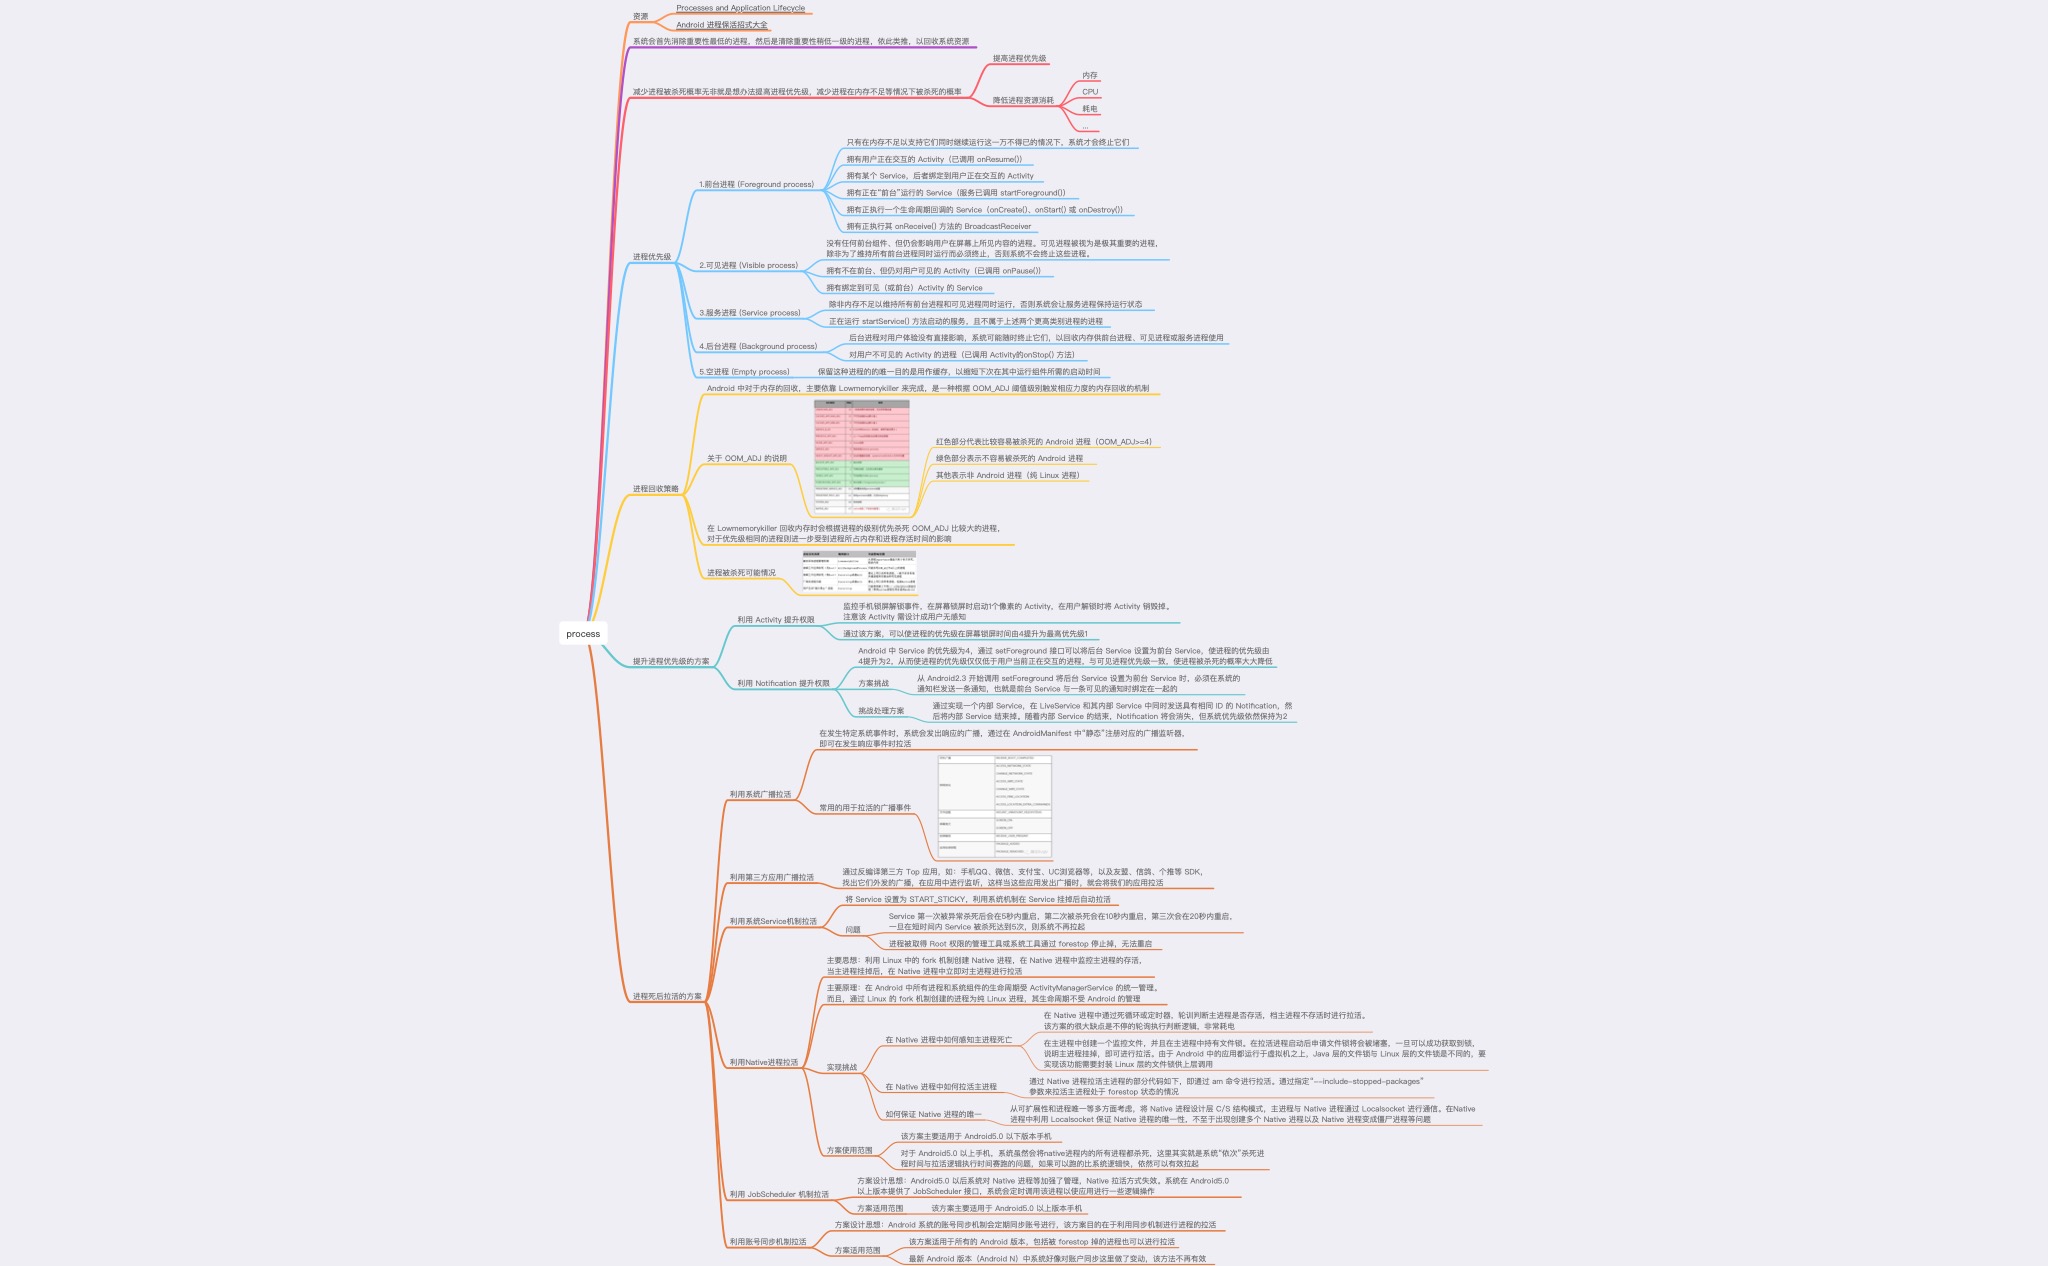 process
资源
Processes and Application Lifecycle
Android 进程保活招式大全
系统会首先消除重要性最低的进程，然后是清除重要性稍低一级的进程，依此类推，以回收系统资源
减少进程被杀死概率无非就是想办法提高进程优先级，减少进程在内存不足等情况下被杀死的概率
提高进程优先级
降低进程资源消耗
内存
CPU
耗电
...
进程优先级
1.前台进程 (Foreground process)
只有在内存不足以支持它们同时继续运行这一万不得已的情况下，系统才会终止它们
拥有用户正在交互的 Activity（已调用 onResume()）
拥有某个 Service，后者绑定到用户正在交互的 Activity
拥有正在“前台”运行的 Service（服务已调用 startForeground()）
拥有正执行一个生命周期回调的 Service（onCreate()、onStart() 或 onDestroy()）
拥有正执行其 onReceive() 方法的 BroadcastReceiver
2.可见进程 (Visible process)
没有任何前台组件、但仍会影响用户在屏幕上所见内容的进程。可见进程被视为是极其重要的进程，
除非为了维持所有前台进程同时运行而必须终止，否则系统不会终止这些进程。
拥有不在前台、但仍对用户可见的 Activity（已调用 onPause()）
拥有绑定到可见（或前台）Activity 的 Service
3.服务进程 (Service process)
除非内存不足以维持所有前台进程和可见进程同时运行，否则系统会让服务进程保持运行状态
正在运行 startService() 方法启动的服务，且不属于上述两个更高类别进程的进程
4.后台进程 (Background process)
后台进程对用户体验没有直接影响，系统可能随时终止它们，以回收内存供前台进程、可见进程或服务进程使用
对用户不可见的 Activity 的进程（已调用 Activity的onStop() 方法）
5.空进程 (Empty process)
保留这种进程的的唯一目的是用作缓存，以缩短下次在其中运行组件所需的启动时间
进程回收策略
Android 中对于内存的回收，主要依靠 Lowmemorykiller 来完成，是一种根据 OOM_ADJ 阈值级别触发相应力度的内存回收的机制
关于 OOM_ADJ 的说明
红色部分代表比较容易被杀死的 Android 进程（OOM_ADJ>=4）
绿色部分表示不容易被杀死的 Android 进程
其他表示非 Android 进程（纯 Linux 进程）
在 Lowmemorykiller 回收内存时会根据进程的级别优先杀死 OOM_ADJ 比较大的进程，
对于优先级相同的进程则进一步受到进程所占内存和进程存活时间的影响
进程被杀死可能情况
提升进程优先级的方案
利用 Activity 提升权限
监控手机锁屏解锁事件，在屏幕锁屏时启动1个像素的 Activity，在用户解锁时将 Activity 销毁掉。
注意该 Activity 需设计成用户无感知
通过该方案，可以使进程的优先级在屏幕锁屏时间由4提升为最高优先级1
利用 Notification 提升权限
Android 中 Service 的优先级为4，通过 setForeground 接口可以将后台 Service 设置为前台 Service，使进程的优先级由
4提升为2，从而使进程的优先级仅仅低于用户当前正在交互的进程，与可见进程优先级一致，使进程被杀死的概率大大降低
方案挑战
从 Android2.3 开始调用 setForeground 将后台 Service 设置为前台 Service 时，必须在系统的
通知栏发送一条通知，也就是前台 Service 与一条可见的通知时绑定在一起的
挑战处理方案
通过实现一个内部 Service，在 LiveService 和其内部 Service 中同时发送具有相同 ID 的 Notification，然
后将内部 Service 结束掉。随着内部 Service 的结束，Notification 将会消失，但系统优先级依然保持为2
进程死后拉活的方案
利用系统广播拉活
在发生特定系统事件时，系统会发出响应的广播，通过在 AndroidManifest 中“静态”注册对应的广播监听器，
即可在发生响应事件时拉活
常用的用于拉活的广播事件
利用第三方应用广播拉活
通过反编译第三方 Top 应用，如：手机QQ、微信、支付宝、UC浏览器等，以及友盟、信鸽、个推等 SDK，
找出它们外发的广播，在应用中进行监听，这样当这些应用发出广播时，就会将我们的应用拉活
利用系统Service机制拉活
将 Service 设置为 START_STICKY，利用系统机制在 Service 挂掉后自动拉活
问题
Service 第一次被异常杀死后会在5秒内重启，第二次被杀死会在10秒内重启，第三次会在20秒内重启，
一旦在短时间内 Service 被杀死达到5次，则系统不再拉起
进程被取得 Root 权限的管理工具或系统工具通过 forestop 停止掉，无法重启
利用Native进程拉活
主要思想：利用 Linux 中的 fork 机制创建 Native 进程，在 Native 进程中监控主进程的存活，
当主进程挂掉后，在 Native 进程中立即对主进程进行拉活
主要原理：在 Android 中所有进程和系统组件的生命周期受 ActivityManagerService 的统一管理。
而且，通过 Linux 的 fork 机制创建的进程为纯 Linux 进程，其生命周期不受 Android 的管理
实现挑战
在 Native 进程中如何感知主进程死亡
在 Native 进程中通过死循环或定时器，轮训判断主进程是否存活，档主进程不存活时进行拉活。
该方案的很大缺点是不停的轮询执行判断逻辑，非常耗电
在主进程中创建一个监控文件，并且在主进程中持有文件锁。在拉活进程启动后申请文件锁将会被堵塞，一旦可以成功获取到锁，
说明主进程挂掉，即可进行拉活。由于 Android 中的应用都运行于虚拟机之上，Java 层的文件锁与 Linux 层的文件锁是不同的，要
实现该功能需要封装 Linux 层的文件锁供上层调用
在 Native 进程中如何拉活主进程
通过 Native 进程拉活主进程的部分代码如下，即通过 am 命令进行拉活。通过指定“—include-stopped-packages”
参数来拉活主进程处于 forestop 状态的情况
如何保证 Native 进程的唯一
从可扩展性和进程唯一等多方面考虑，将 Native 进程设计层 C/S 结构模式，主进程与 Native 进程通过 Localsocket 进行通信。在Native
进程中利用 Localsocket 保证 Native 进程的唯一性，不至于出现创建多个 Native 进程以及 Native 进程变成僵尸进程等问题
方案使用范围
该方案主要适用于 Android5.0 以下版本手机
对于 Android5.0 以上手机，系统虽然会将native进程内的所有进程都杀死，这里其实就是系统“依次”杀死进
程时间与拉活逻辑执行时间赛跑的问题，如果可以跑的比系统逻辑快，依然可以有效拉起
利用 JobScheduler 机制拉活
方案设计思想：Android5.0 以后系统对 Native 进程等加强了管理，Native 拉活方式失效。系统在 Android5.0
以上版本提供了 JobScheduler 接口，系统会定时调用该进程以使应用进行一些逻辑操作
方案适用范围
该方案主要适用于 Android5.0 以上版本手机
利用账号同步机制拉活
方案设计思想：Android 系统的账号同步机制会定期同步账号进行，该方案目的在于利用同步机制进行进程的拉活
方案适用范围
该方案适用于所有的 Android 版本，包括被 forestop 掉的进程也可以进行拉活
最新 Android 版本（Android N）中系统好像对账户同步这里做了变动，该方法不再有效